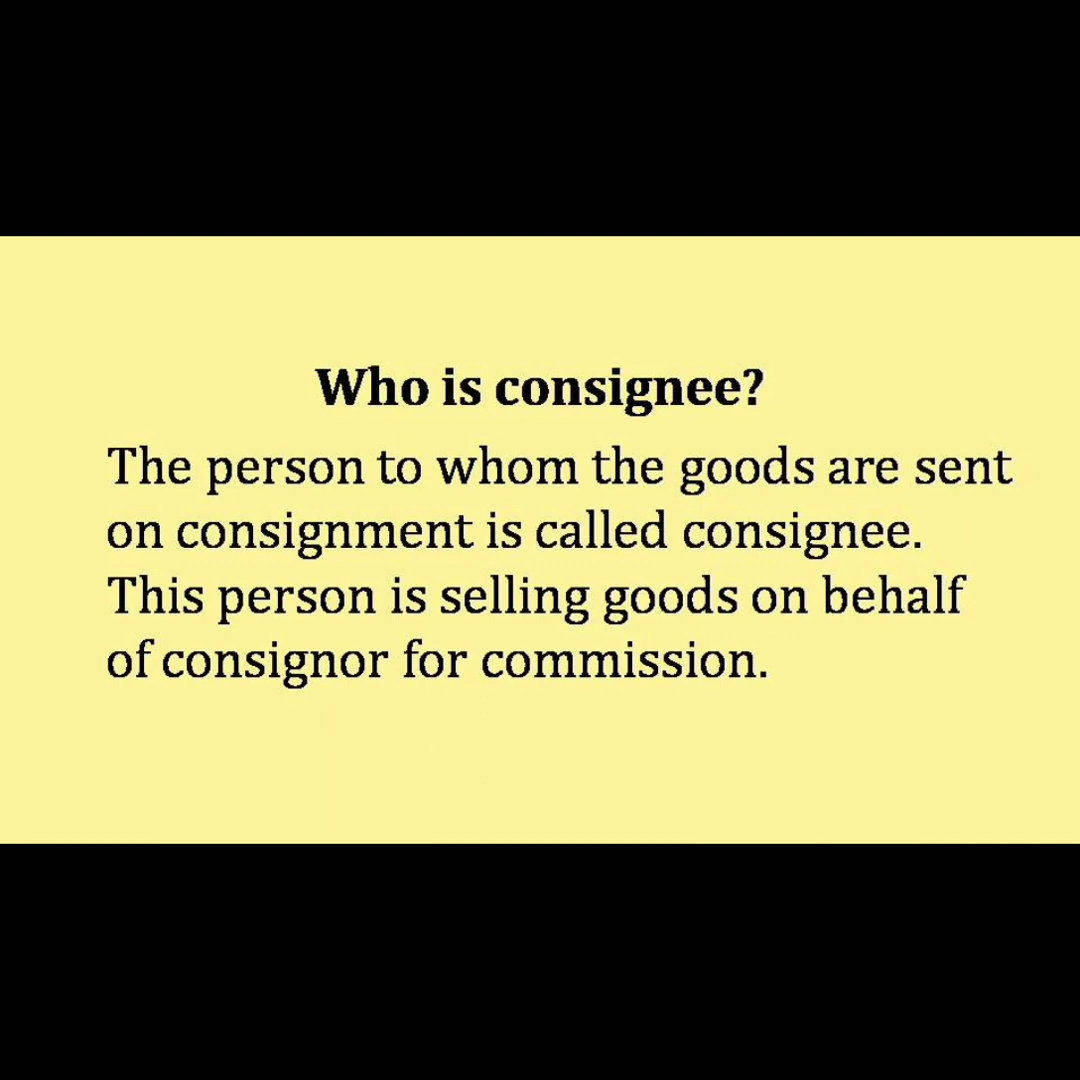 Who is consignee?
The person to whom the goods are sent
on consignment is called consignee.
This person is selling goods on behalf
of consignor for commission.